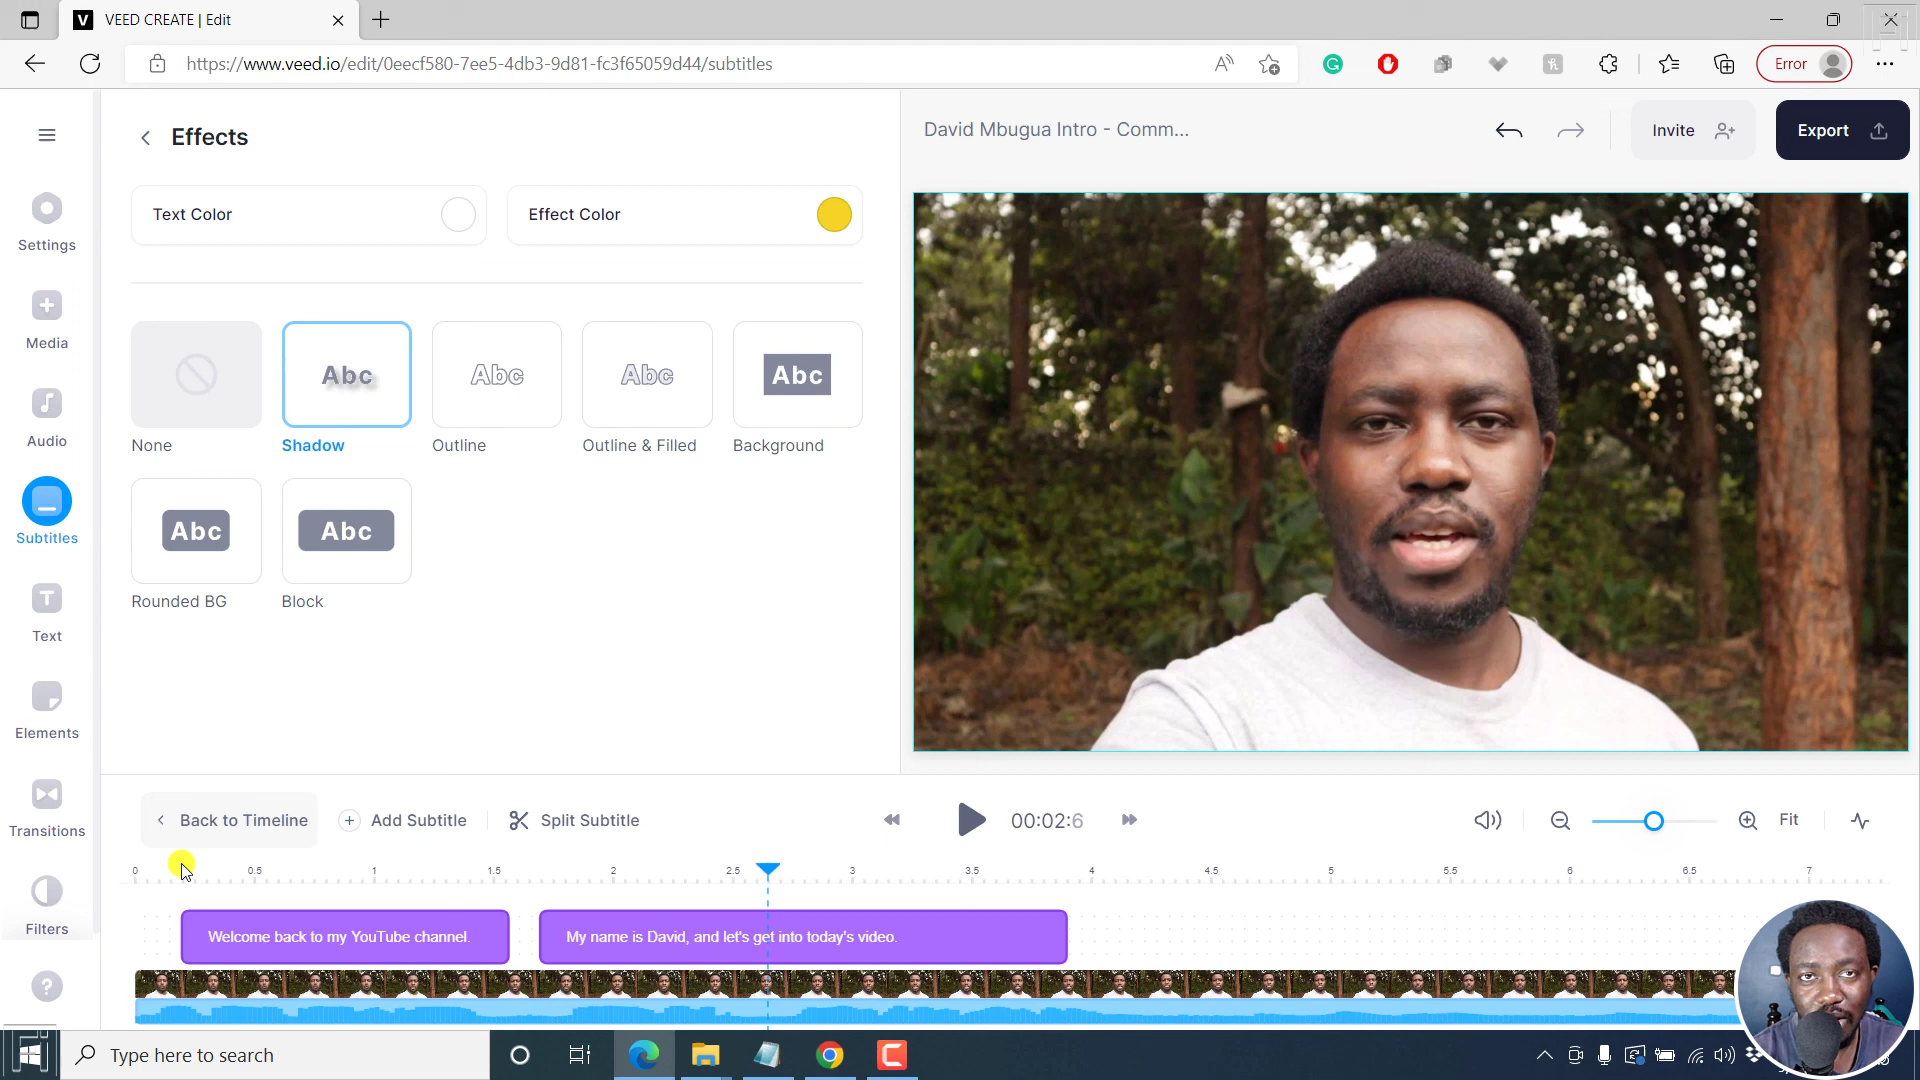 VEED CREATE | Edit
https://www.veed.io/edit/0eecf580-7ee5-4db3-9d81-fc3f65059d44/subtitles
Error
Effects
David Mbugua Intro - Comm...
Invite
Export
Text Color
Effect Color
Settings
Media
Audio
Subtitles
Text
Elements
Transitions
Filters
Abc
Abc
Abc
Abc
None
Shadow
Outline
Outline & Filled
Background
Abc
Abc
Rounded BG
Block
Back to Timeline
Add Subtitle
Split Subtitle
00:02:6
Fit
0 0.5 1 1.5 2 2.5 3 3.5 4 4.5 5 5.5 6 6.5 7
Welcome back to my YouTube channel.
My name is David, and let's get into today's video.
Type here to search